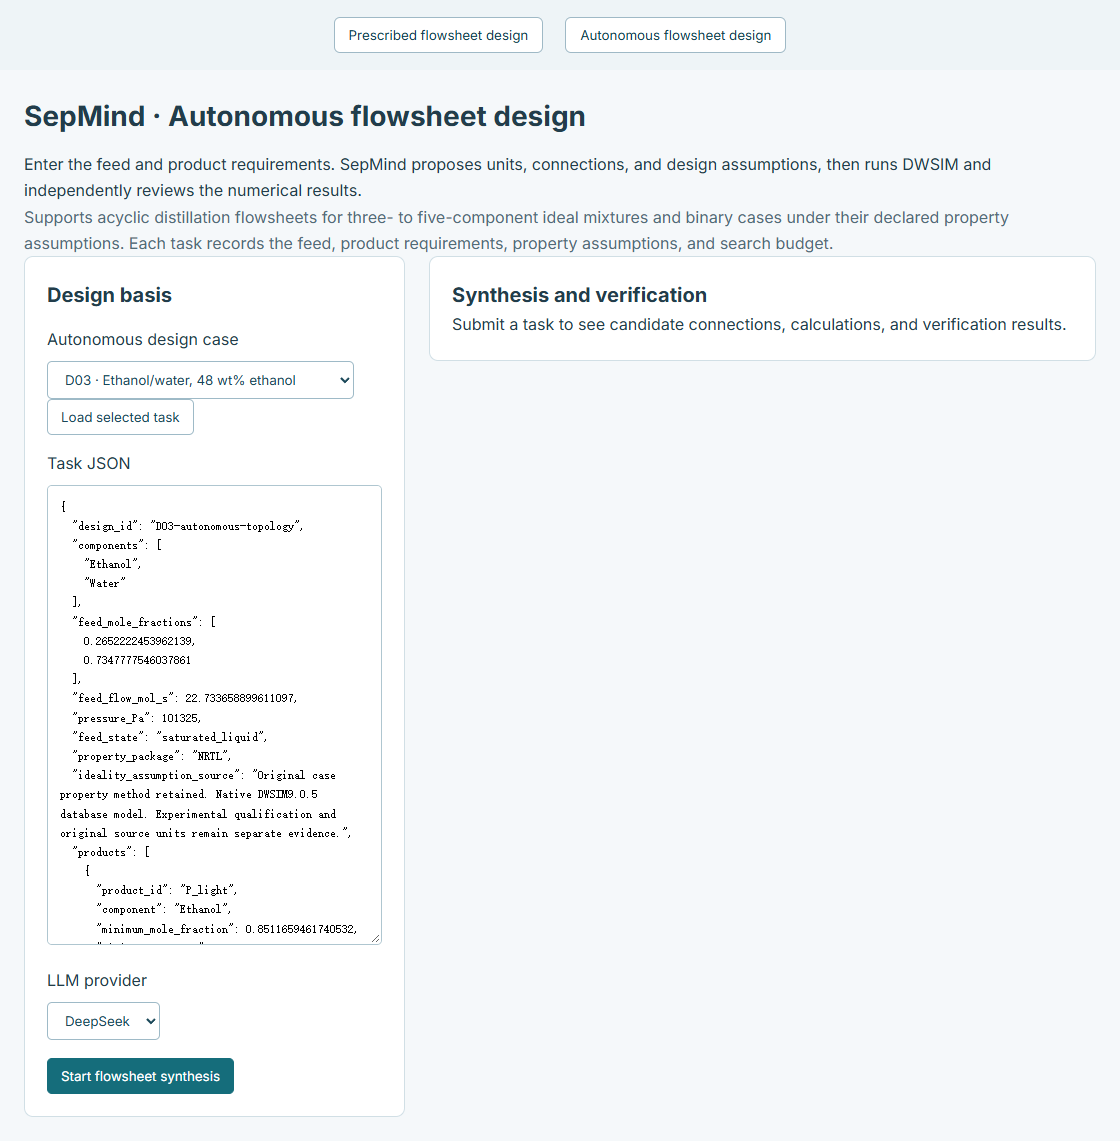 Prescribed flowsheet design
Autonomous flowsheet design
SepMind · Autonomous flowsheet design
Enter the feed and product requirements. SepMind proposes units, connections, and design assumptions, then runs DWSIM and
independently reviews the numerical results.
Supports acyclic distillation flowsheets for three- to five-component ideal mixtures and binary cases under their declared property
assumptions. Each task records the feed, product requirements, property assumptions, and search budget.
Design basis
Autonomous design case
D03 · Ethanol/water, 48 wt% ethanol
Load selected task
Task JSON
{
"design_id": "D03-autonomous-topology",
"components": [
"Ethanol",
"Water"
],
"feed_mole_fractions": [
0.2652222453962139,
0.7347777546037861
],
"feed_flow_mol_s": 22.733658899611097,
"pressure_Pa": 101325,
"feed_state": "saturated_liquid",
"property_package": "NRTL",
"ideality_assumption_source": "Original case
property method retained. Native DWSIM9.0.5
database model. Experimental qualification and
original source units remain separate evidence.",
"products": [
{
"product_id": "P_light",
"component": "Ethanol",
"minimum_mole_fraction": 0.8511659461740532,
LLM provider
DeepSeek
Start flowsheet synthesis
Synthesis and verification
Submit a task to see candidate connections, calculations, and verification results.